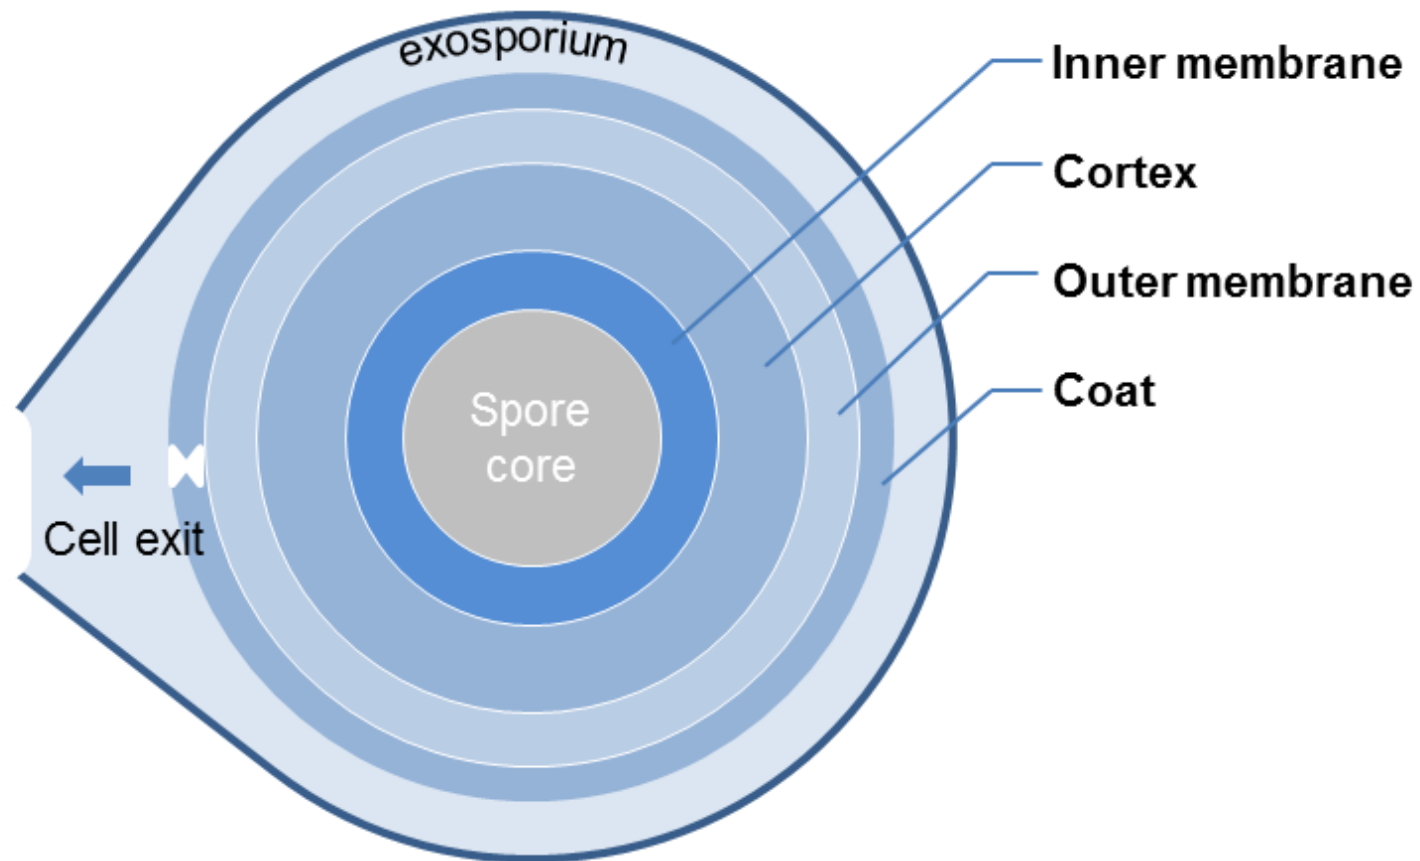 exosporium
Inner membrane
Cortex
Outer membrane
Coat
Spore
core
Cell exit